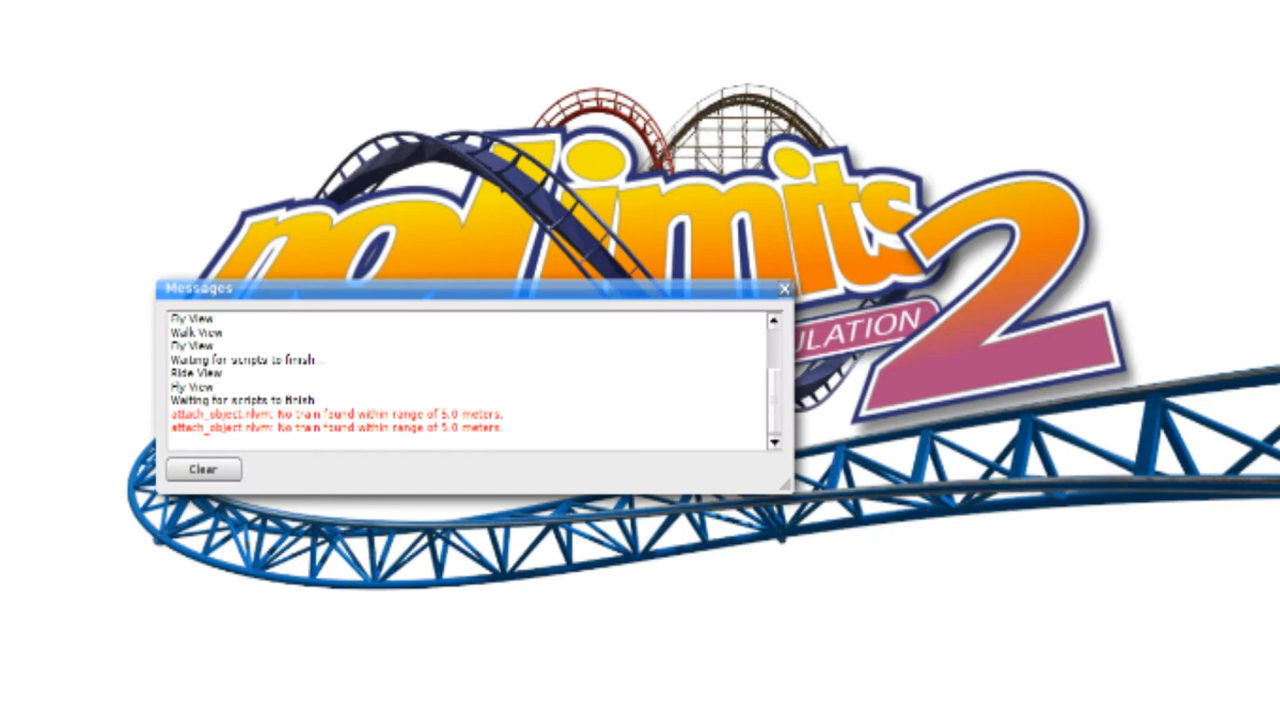 nolimits 2
ULATION
Messages
Fly View
Walk View
Fly View
Waiting for scripts to finish...
Ride View
Fly View
Waiting for scripts to finish
attach_object.nlvm: No train found within range of 5.0 meters.
attach_object.nlvm: No train found within range of 5.0 meters.
Clear